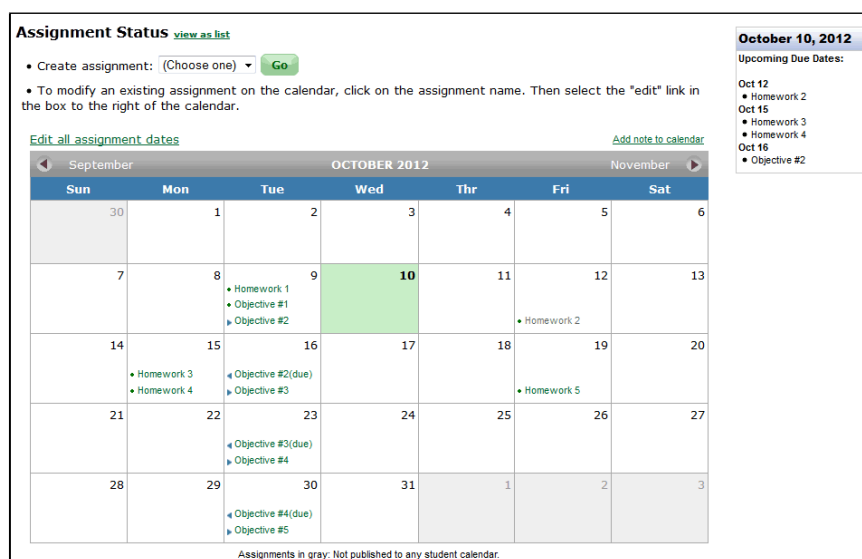 Assignment Status view as list
• Create assignment: (Choose one) Go
• To modify an existing assignment on the calendar, click on the assignment name. Then select the "edit" link in
the box to the right of the calendar.
Edit all assignment dates Add note to calendar
September OCTOBER 2012 November
Sun Mon Tue Wed Thr Fri Sat
30 1 2 3 4 5 6
7 8 9 10 11 12 13
• Homework 1
• Objective #1
Objective #2 • Homework 2
14 15 16 17 18 19 20
• Homework 3 Objective #2(due)
• Homework 4 Objective #3 • Homework 5
21 22 23 24 25 26 27
Objective #3(due)
Objective #4
28 29 30 31 1 2 3
Objective #4(due)
Objective #5
Assignments in gray: Not published to any student calendar.
October 10, 2012
Upcoming Due Dates:
Oct 12
• Homework 2
Oct 15
• Homework 3
• Homework 4
Oct 16
• Objective #2